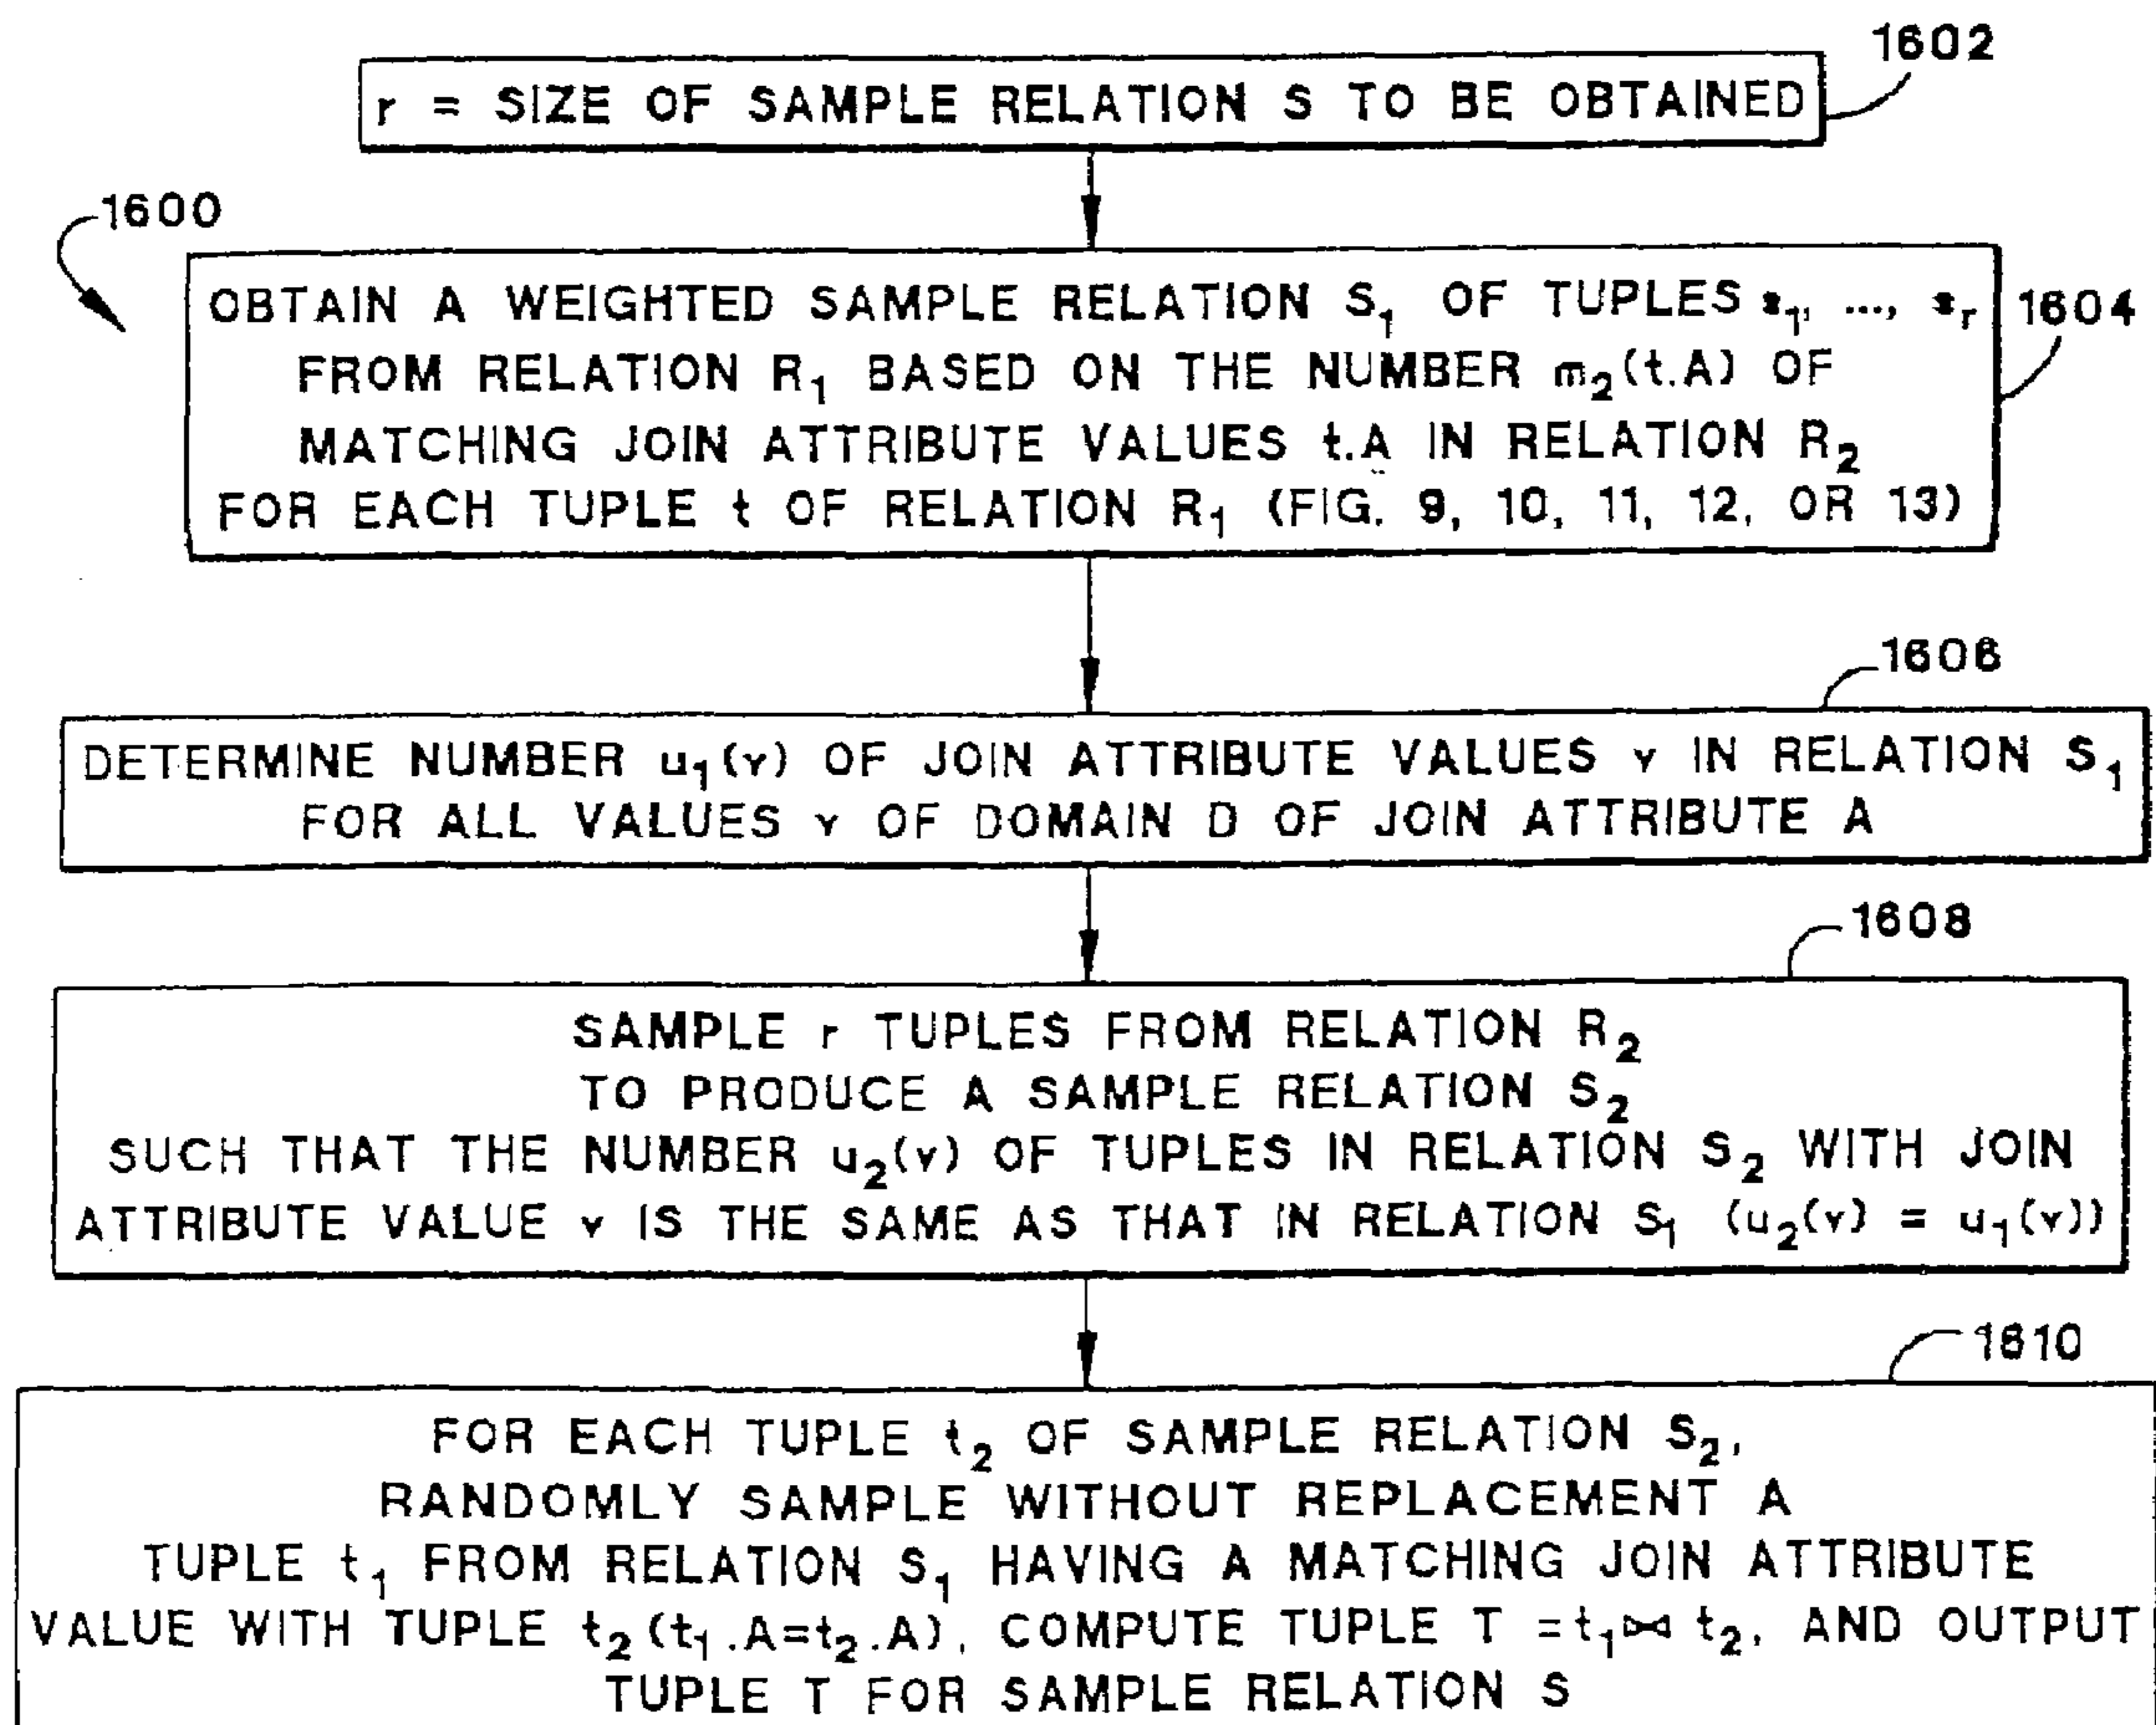 1602
r = SIZE OF SAMPLE RELATION S TO BE OBTAINED
1600
OBTAIN A WEIGHTED SAMPLE RELATION S₁ OF TUPLES s₁, ..., sᵣ
1604
FROM RELATION R₁ BASED ON THE NUMBER m₂(t.A) OF
MATCHING JOIN ATTRIBUTE VALUES t.A IN RELATION R₂
FOR EACH TUPLE t OF RELATION R₁ (FIG. 9, 10, 11, 12, OR 13)
1606
DETERMINE NUMBER u₁(v) OF JOIN ATTRIBUTE VALUES v IN RELATION S₁
FOR ALL VALUES v OF DOMAIN D OF JOIN ATTRIBUTE A
1608
SAMPLE r TUPLES FROM RELATION R₂
TO PRODUCE A SAMPLE RELATION S₂
SUCH THAT THE NUMBER u₂(v) OF TUPLES IN RELATION S₂ WITH JOIN
ATTRIBUTE VALUE v IS THE SAME AS THAT IN RELATION S₁ (u₂(v) = u₁(v))
1610
FOR EACH TUPLE t₂ OF SAMPLE RELATION S₂,
RANDOMLY SAMPLE WITHOUT REPLACEMENT A
TUPLE t₁ FROM RELATION S₁ HAVING A MATCHING JOIN ATTRIBUTE
VALUE WITH TUPLE t₂ (t₁.A=t₂.A), COMPUTE TUPLE T = t₁⋈ t₂, AND OUTPUT
TUPLE T FOR SAMPLE RELATION S